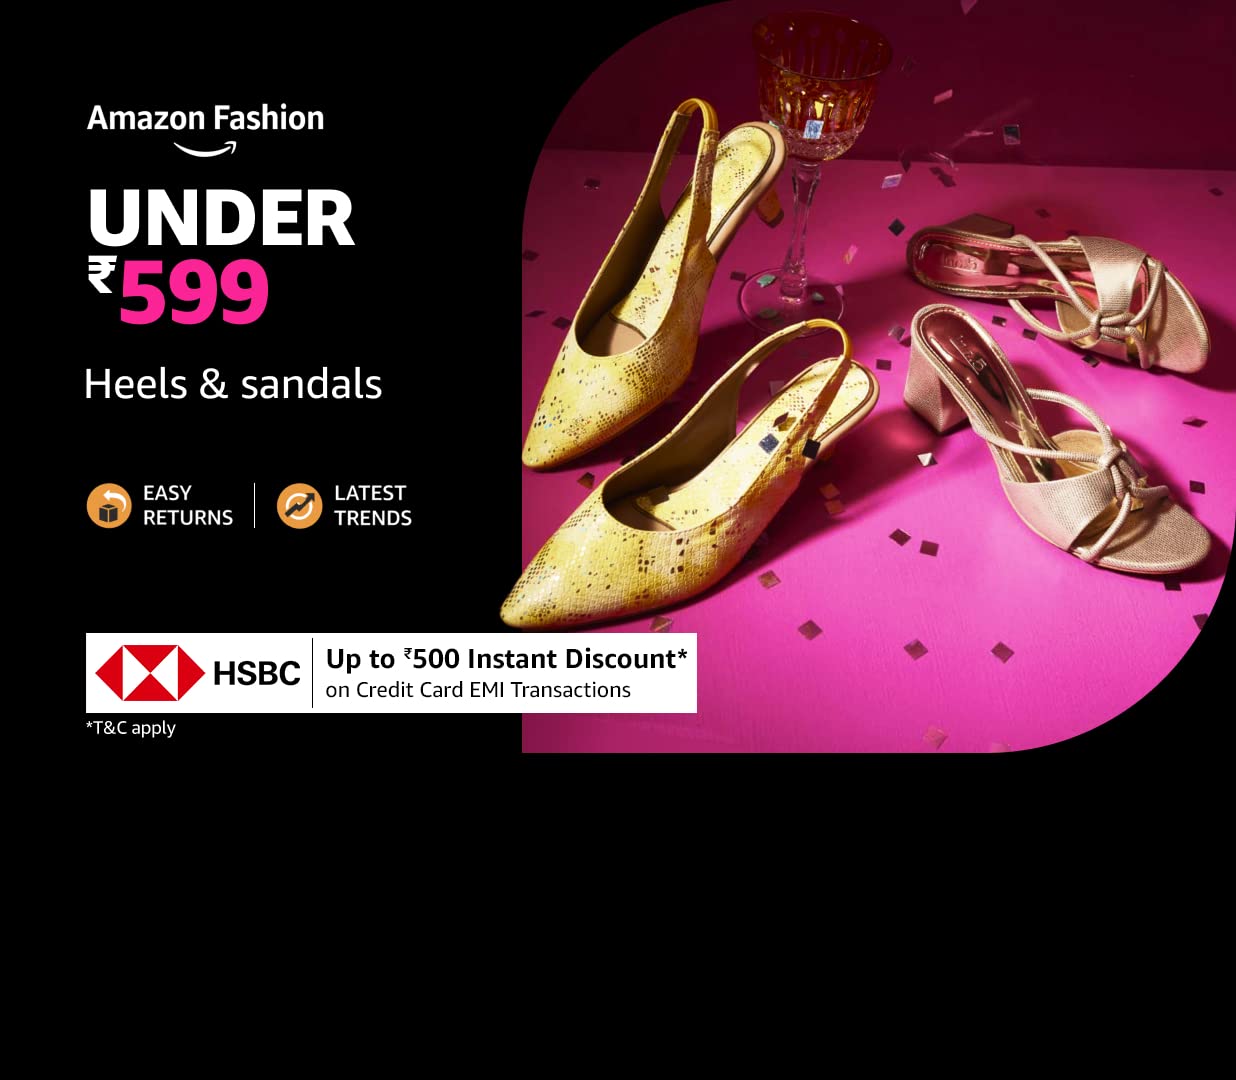 Amazon Fashion
UNDER
₹599
Heels & sandals
EASY
RETURNS
LATEST
TRENDS
HSBC
Up to ₹500 Instant Discount*
on Credit Card EMI Transactions
*T&C apply